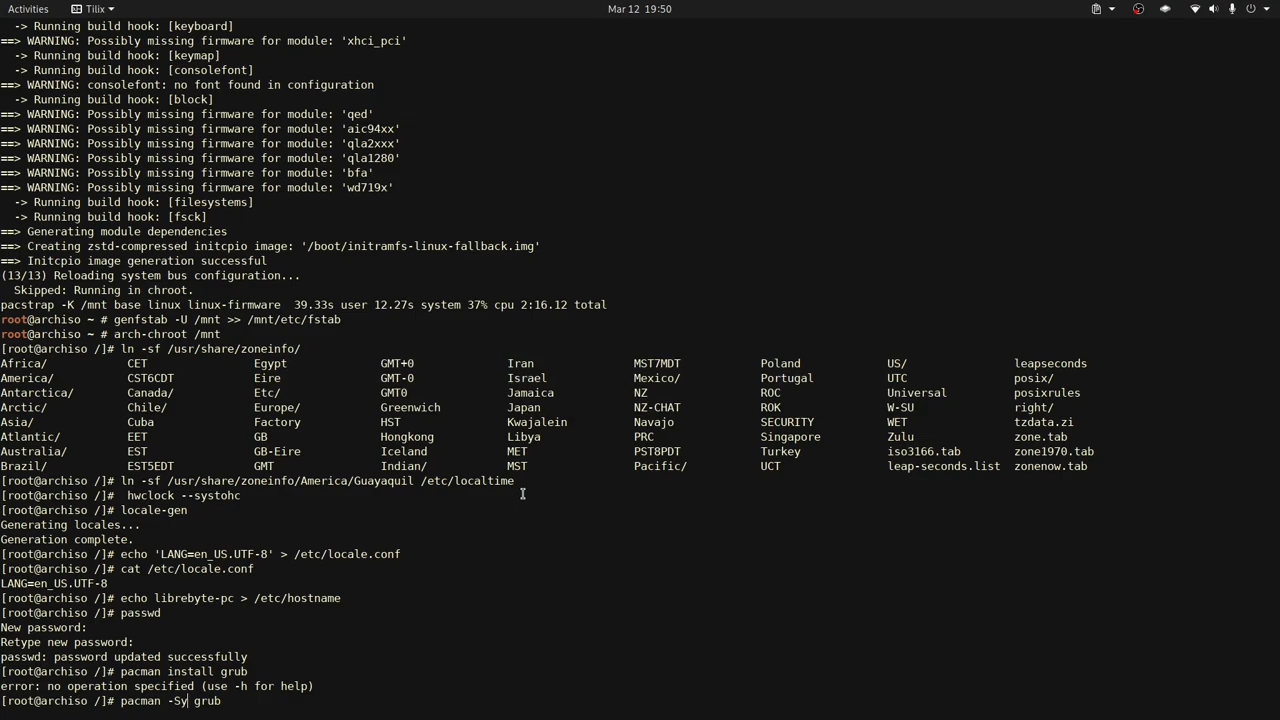 Activities Tilix Mar 12 19:50
-> Running build hook: [keyboard]
==> WARNING: Possibly missing firmware for module: 'xhci_pci'
-> Running build hook: [keymap]
-> Running build hook: [consolefont]
==> WARNING: consolefont: no font found in configuration
-> Running build hook: [block]
==> WARNING: Possibly missing firmware for module: 'qed'
==> WARNING: Possibly missing firmware for module: 'aic94xx'
==> WARNING: Possibly missing firmware for module: 'qla2xxx'
==> WARNING: Possibly missing firmware for module: 'qla1280'
==> WARNING: Possibly missing firmware for module: 'bfa'
==> WARNING: Possibly missing firmware for module: 'wd719x'
-> Running build hook: [filesystems]
-> Running build hook: [fsck]
==> Generating module dependencies
==> Creating zstd-compressed initcpio image: '/boot/initramfs-linux-fallback.img'
==> Initcpio image generation successful
(13/13) Reloading system bus configuration...
Skipped: Running in chroot.
pacstrap -K /mnt base linux linux-firmware  39.33s user 12.27s system 37% cpu 2:16.12 total
root@archiso ~ # genfstab -U /mnt >> /mnt/etc/fstab
root@archiso ~ # arch-chroot /mnt
[root@archiso /]# ln -sf /usr/share/zoneinfo/
Africa/ CET Egypt GMT+0 Iran MST7MDT Poland US/ leapseconds
America/ CST6CDT Eire GMT-0 Israel Mexico/ Portugal UTC posix/
Antarctica/ Canada/ Etc/ GMT0 Jamaica NZ ROC Universal posixrules
Arctic/ Chile/ Europe/ Greenwich Japan NZ-CHAT ROK W-SU right/
Asia/ Cuba Factory HST Kwajalein Navajo SECURITY WET tzdata.zi
Atlantic/ EET GB Hongkong Libya PRC Singapore Zulu zone.tab
Australia/ EST GB-Eire Iceland MET PST8PDT Turkey iso3166.tab zone1970.tab
Brazil/ EST5EDT GMT Indian/ MST Pacific/ UCT leap-seconds.list zonenow.tab
[root@archiso /]# ln -sf /usr/share/zoneinfo/America/Guayaquil /etc/localtime
[root@archiso /]#  hwclock --systohc
[root@archiso /]# locale-gen
Generating locales...
Generation complete.
[root@archiso /]# echo 'LANG=en_US.UTF-8' > /etc/locale.conf
[root@archiso /]# cat /etc/locale.conf
LANG=en_US.UTF-8
[root@archiso /]# echo librebyte-pc > /etc/hostname
[root@archiso /]# passwd
New password:
Retype new password:
passwd: password updated successfully
[root@archiso /]# pacman install grub
error: no operation specified (use -h for help)
[root@archiso /]# pacman -Sy grub